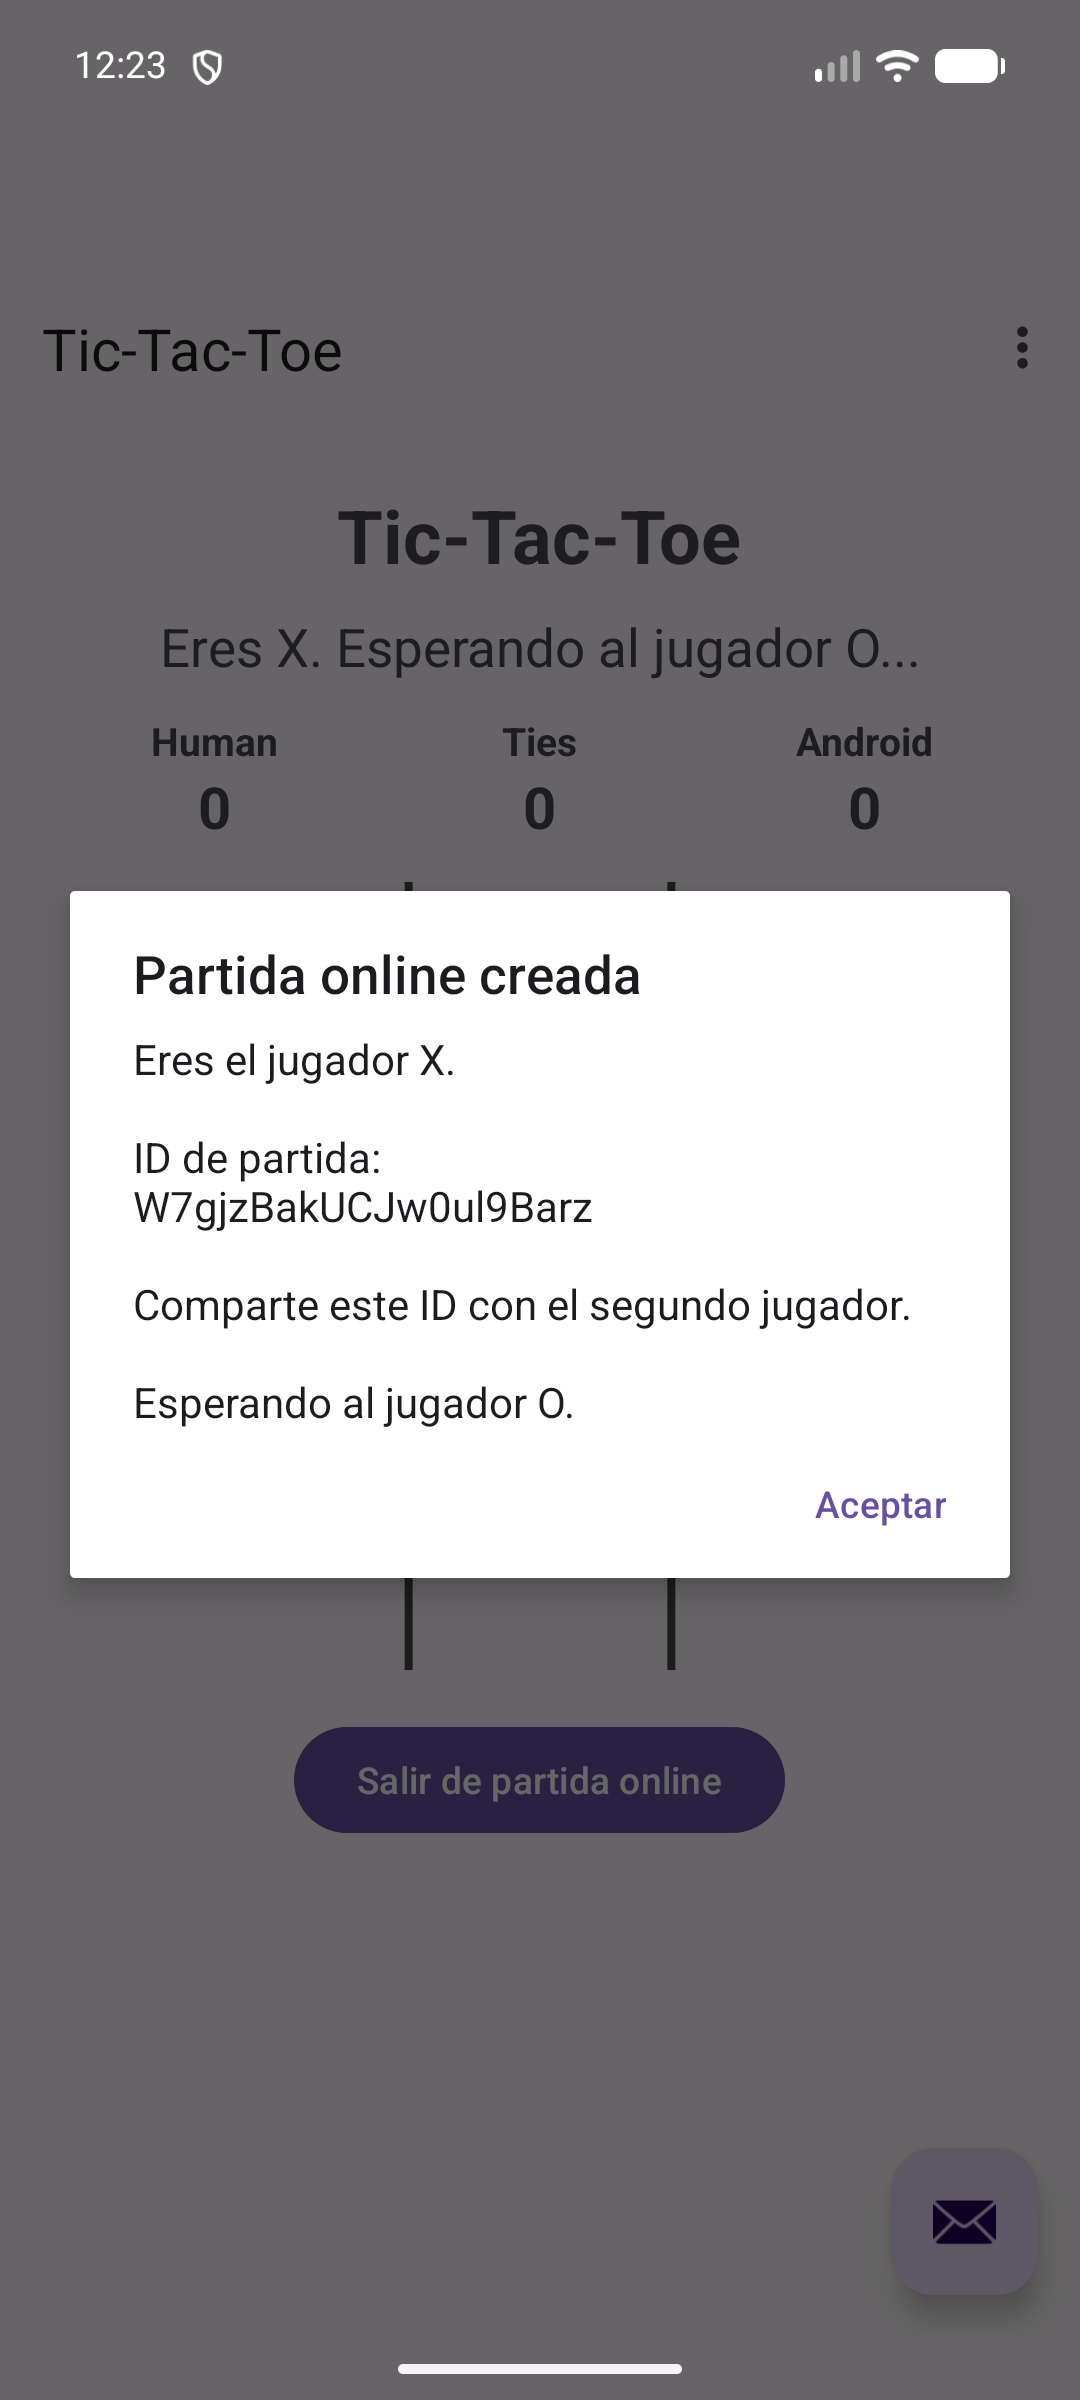 12:23
Tic-Tac-Toe
Tic-Tac-Toe
Eres X. Esperando al jugador O...
Human Ties Android
0 0 0
Partida online creada
Eres el jugador X.
ID de partida:
W7gjzBakUCJw0ul9Barz
Comparte este ID con el segundo jugador.
Esperando al jugador O.
Aceptar
Salir de partida online